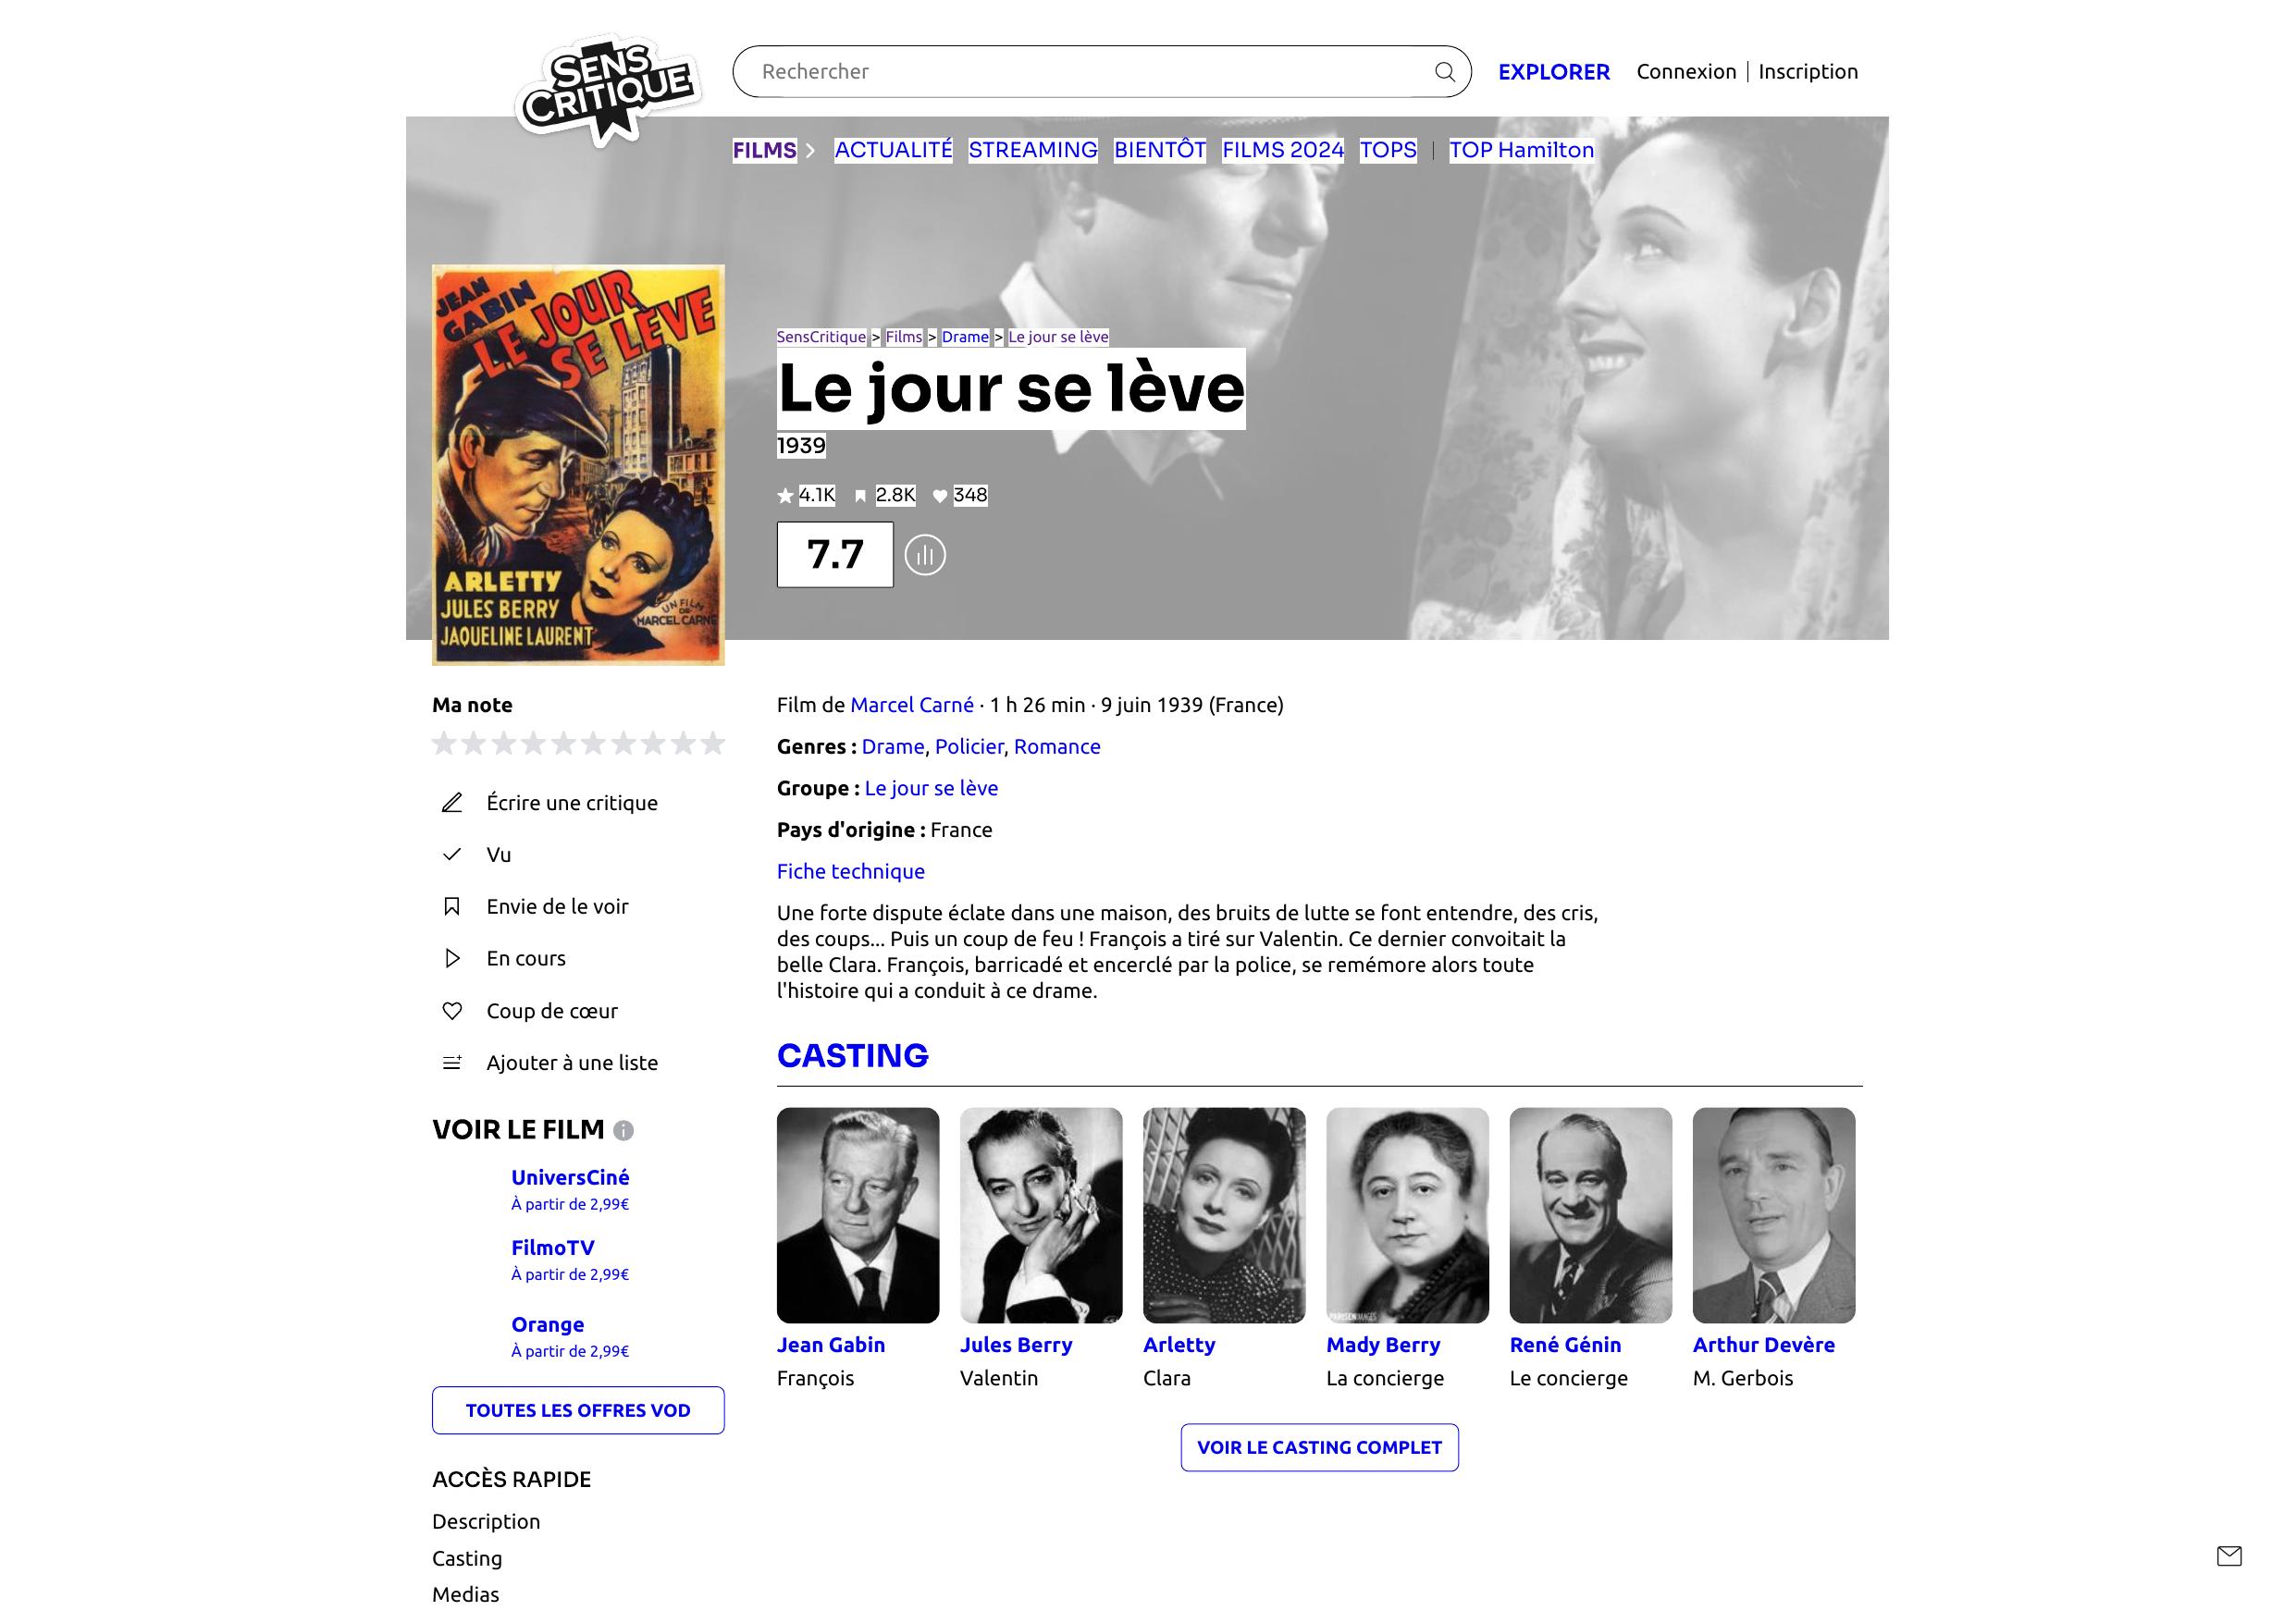 SENS
CRITIQUE
Rechercher
EXPLORER
Connexion | Inscription
FILMS
ACTUALITÉ
STREAMING
BIENTÔT
FILMS 2024
TOPS
TOP Hamilton
JEAN
GABIN
LE JOUR
SE LÈVE
ARLETTY
JULES BERRY
JAQUELINE LAURENT
UN FILM
DE
MARCEL CARNÉ
SensCritique > Films > Drame > Le jour se lève
Le jour se lève
1939
4.1K 2.8K 348
7.7
Ma note
Écrire une critique
Vu
Envie de le voir
En cours
Coup de cœur
Ajouter à une liste
VOIR LE FILM
UniversCiné
À partir de 2,99€
FilmoTV
À partir de 2,99€
Orange
À partir de 2,99€
TOUTES LES OFFRES VOD
ACCÈS RAPIDE
Description
Casting
Medias
Film de Marcel Carné · 1 h 26 min · 9 juin 1939 (France)
Genres : Drame, Policier, Romance
Groupe : Le jour se lève
Pays d'origine : France
Fiche technique
Une forte dispute éclate dans une maison, des bruits de lutte se font entendre, des cris,
des coups... Puis un coup de feu ! François a tiré sur Valentin. Ce dernier convoitait la
belle Clara. François, barricadé et encerclé par la police, se remémore alors toute
l'histoire qui a conduit à ce drame.
CASTING
Jean Gabin
François
Jules Berry
Valentin
Arletty
Clara
Mady Berry
La concierge
René Génin
Le concierge
Arthur Devère
M. Gerbois
VOIR LE CASTING COMPLET